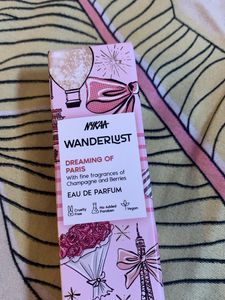 NYKAA
WANDERLUST
DREAMING OF
PARIS
With fine fragrances of
Champagne and Berries
EAU DE PARFUM
Cruelty
Free
No Added
Paraben
Vegan